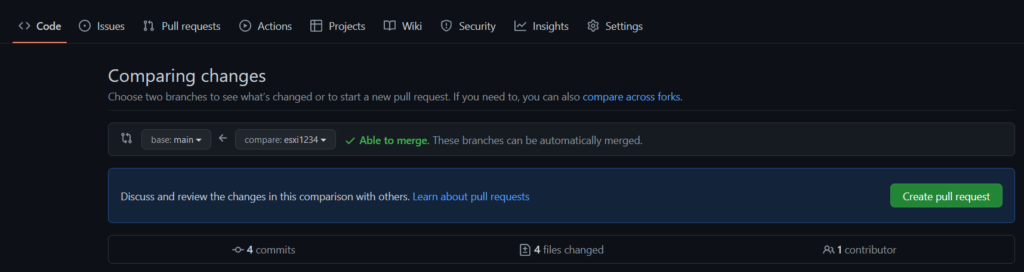 Code Issues Pull requests Actions Projects Wiki Security Insights Settings
Comparing changes
Choose two branches to see what's changed or to start a new pull request. If you need to, you can also compare across forks.
base: main compare: esxi1234 Able to merge. These branches can be automatically merged.
Discuss and review the changes in this comparison with others. Learn about pull requests Create pull request
4 commits 4 files changed 1 contributor